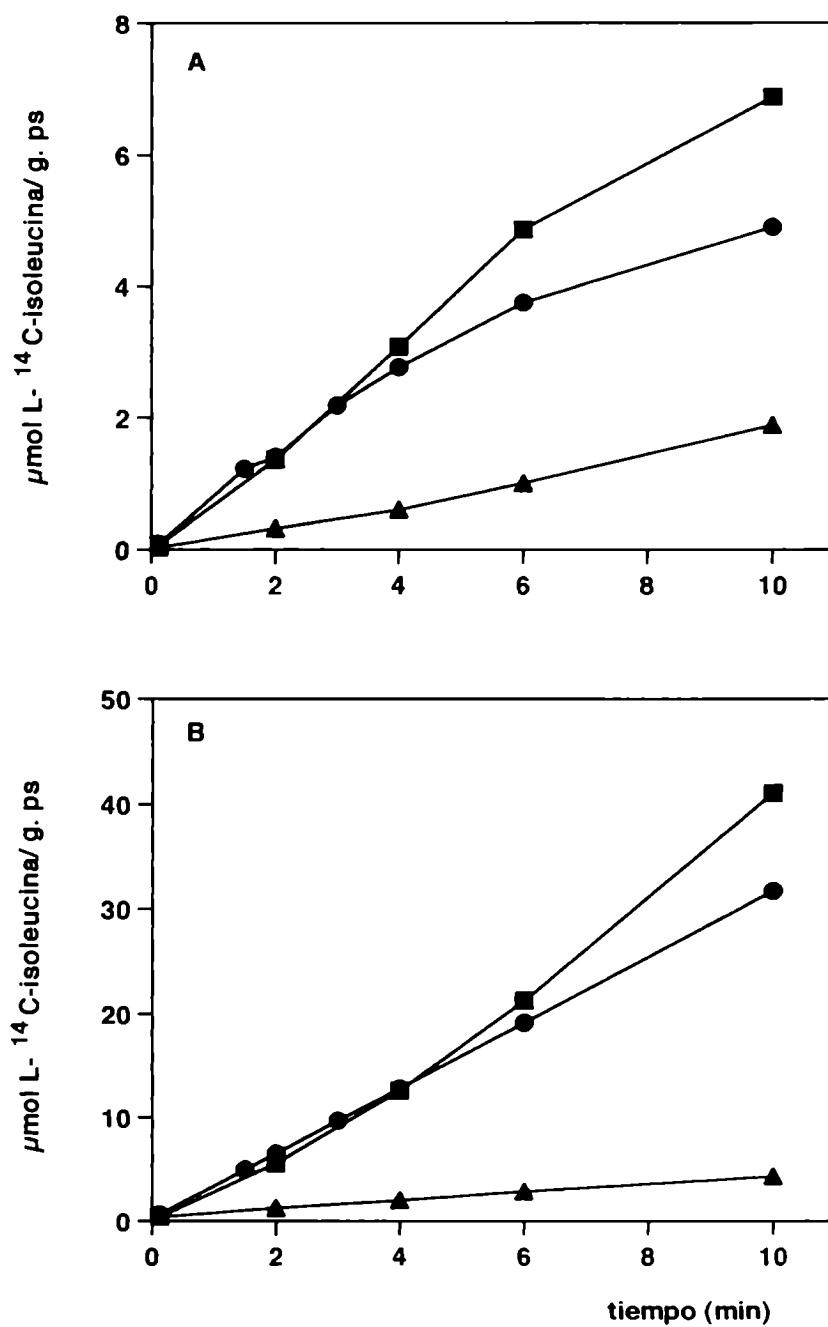 8
A
6
4
2
0
µmol L- ¹⁴ C-isoleucina/ g. ps
0 2 4 6 8 10
50
B
40
30
20
10
0
µmol L- ¹⁴ C-isoleucina/ g. ps
0 2 4 6 8 10
tiempo (min)